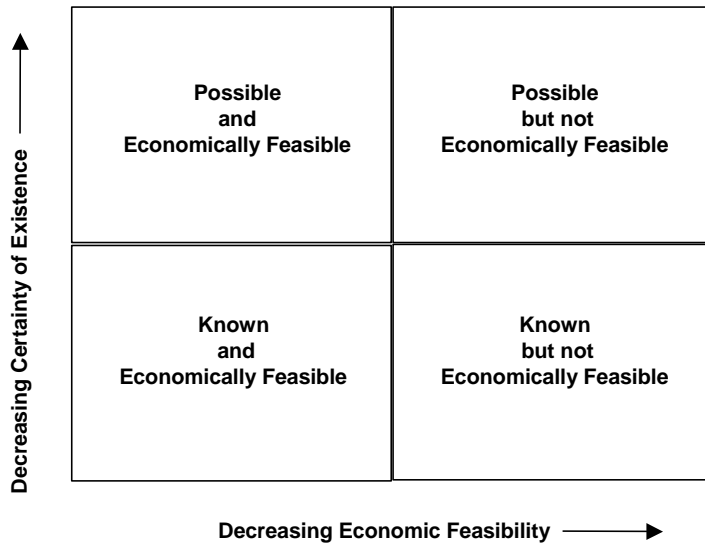 Decreasing Certainty of Existence
Possible
and
Economically Feasible
Possible
but not
Economically Feasible
Known
and
Economically Feasible
Known
but not
Economically Feasible
Decreasing Economic Feasibility